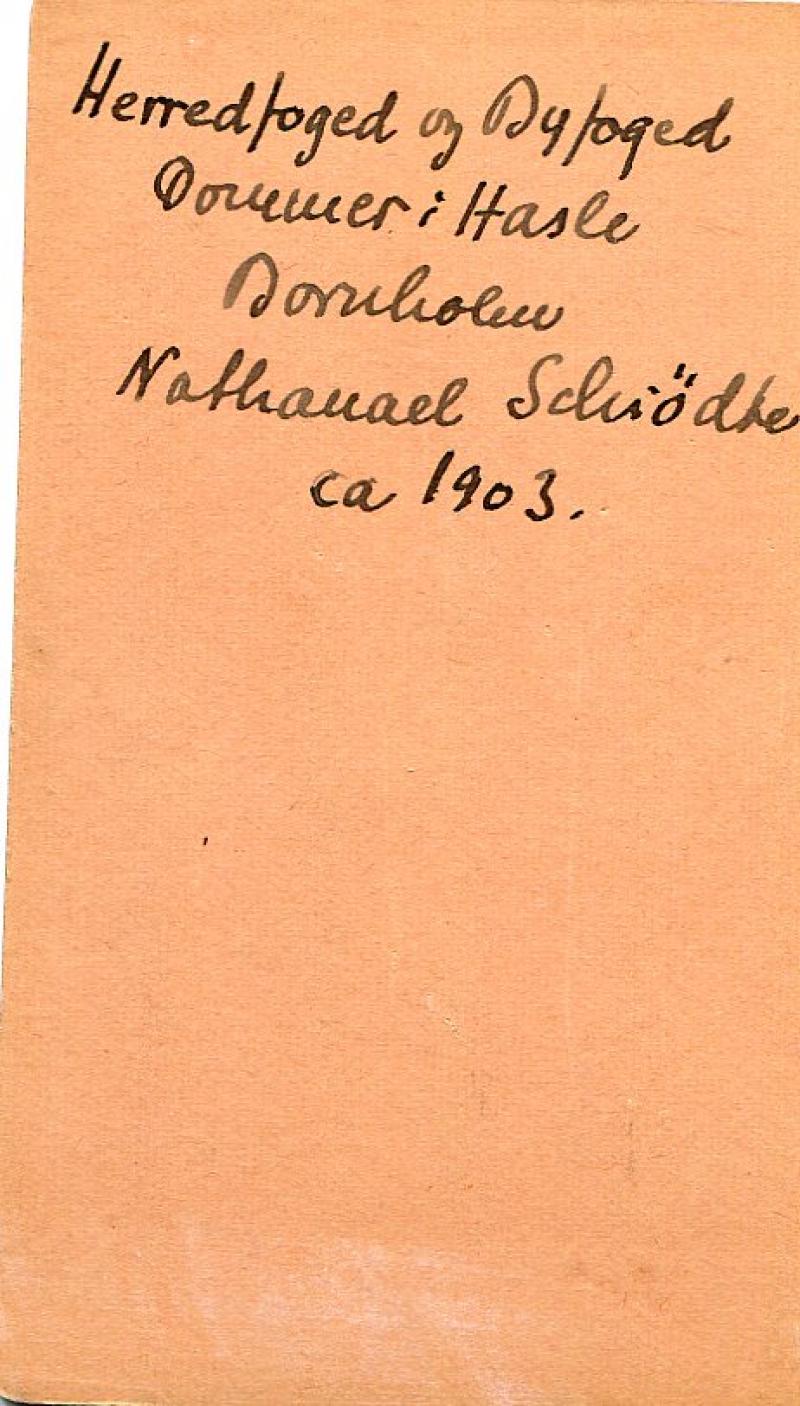 Herredfoged og Byfoged
Dommer i Hasle
Bornholm
Nathanael Schiödte
ca 1903.